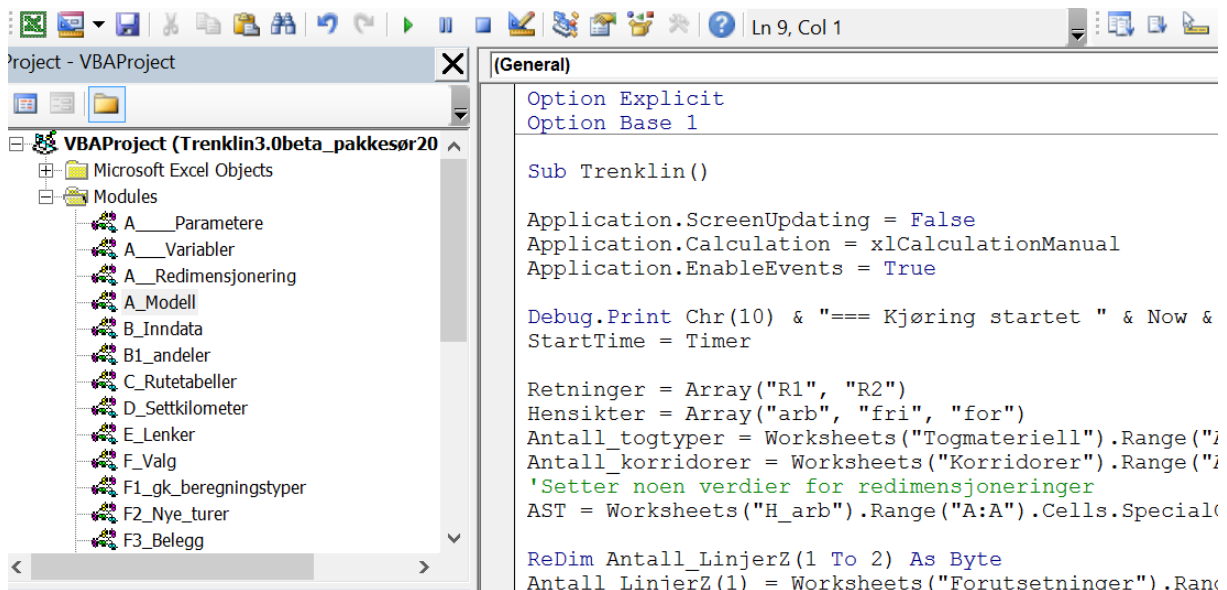 Ln 9, Col 1
Project - VBAProject
(General)
VBAProject (Trenklin3.0beta_pakkesør20
Microsoft Excel Objects
Modules
A____Parametere
A___Variabler
A__Redimensjonering
A_Modell
B_Inndata
B1_andeler
C_Rutetabeller
D_Settkilometer
E_Lenker
F_Valg
F1_gk_beregningstyper
F2_Nye_turer
F3_Belegg
Option Explicit
Option Base 1
Sub Trenklin()
Application.ScreenUpdating = False
Application.Calculation = xlCalculationManual
Application.EnableEvents = True
Debug.Print Chr(10) & "=== Kjøring startet " & Now &
StartTime = Timer
Retninger = Array("R1", "R2")
Hensikter = Array("arb", "fri", "for")
Antall_togtyper = Worksheets("Togmateriell").Range("A
Antall_korridorer = Worksheets("Korridorer").Range("A
'Setter noen verdier for redimensjoneringer
AST = Worksheets("H_arb").Range("A:A").Cells.SpecialC
ReDim Antall_LinjerZ(1 To 2) As Byte
Antall_LinjerZ(1) = Worksheets("Forutsetninger").Rang